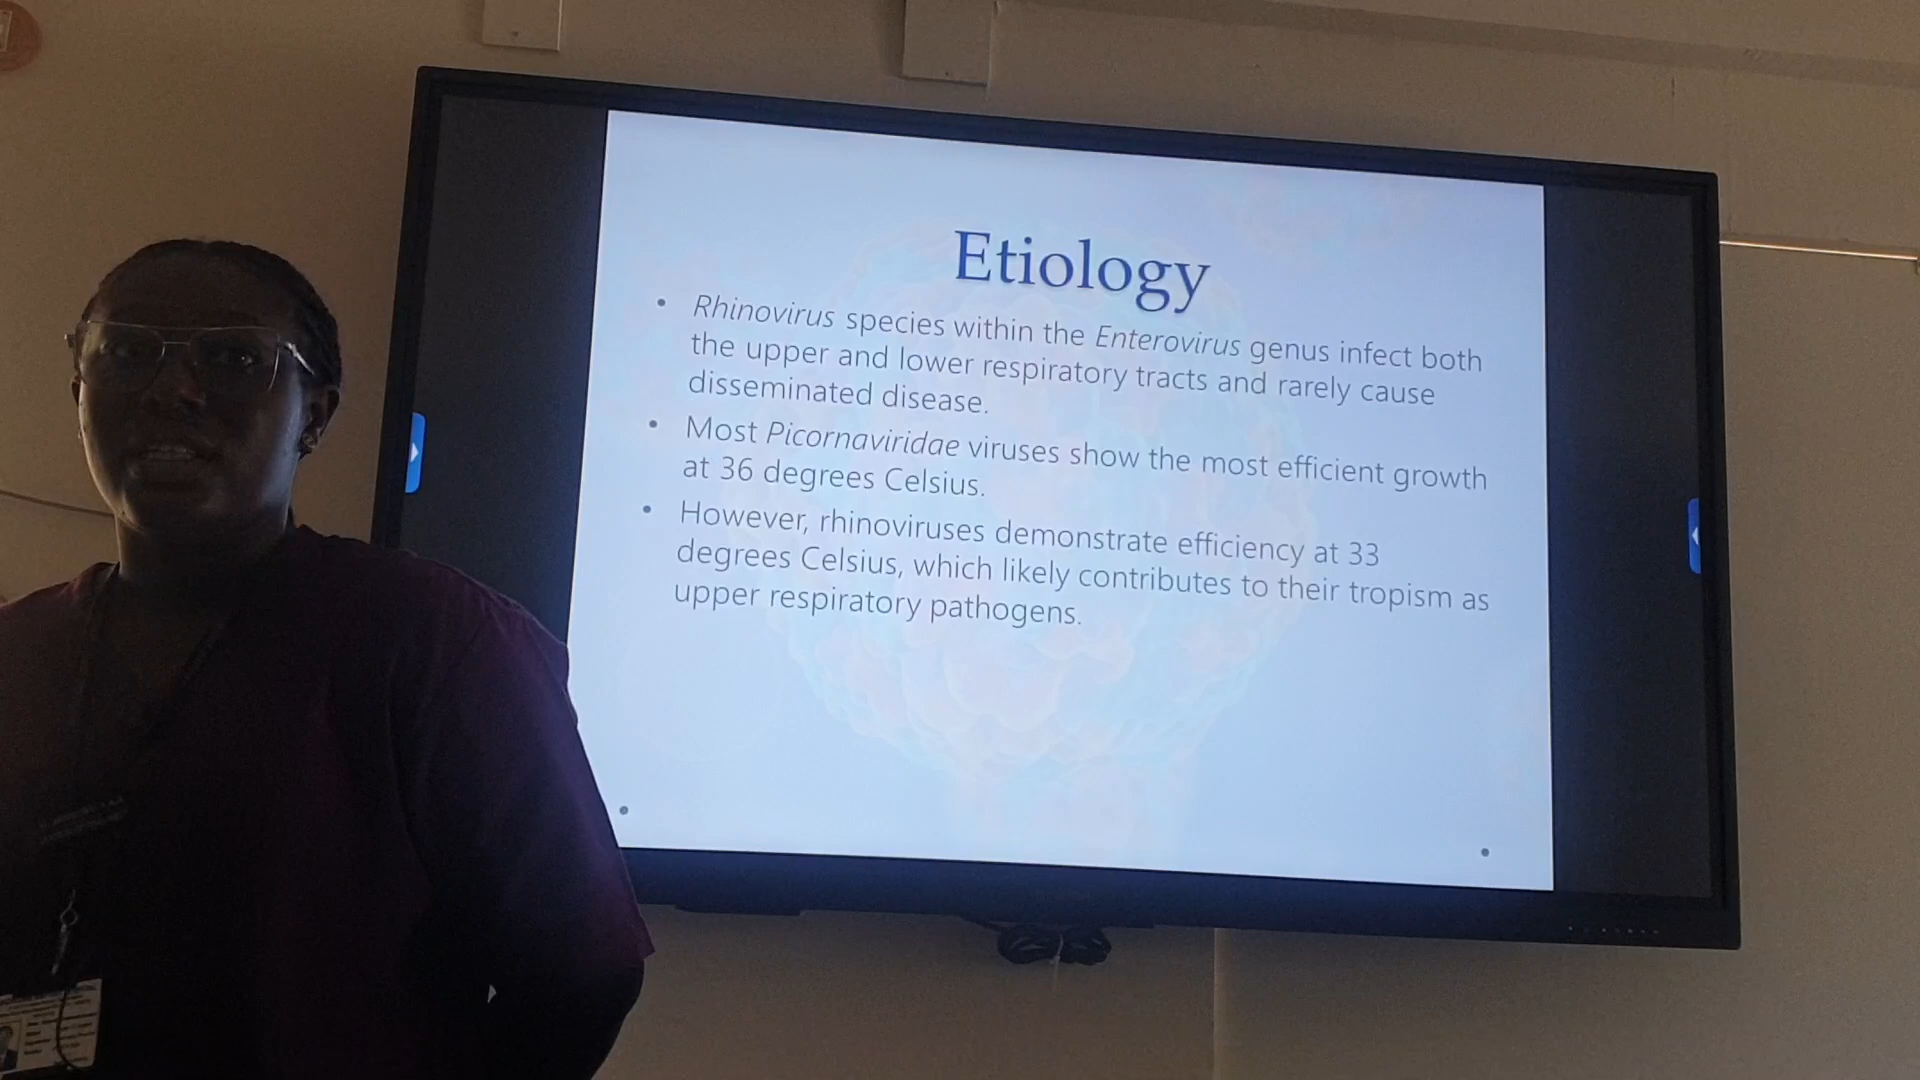 Etiology
• Rhinovirus species within the Enterovirus genus infect both
the upper and lower respiratory tracts and rarely cause
disseminated disease.
• Most Picornaviridae viruses show the most efficient growth
at 36 degrees Celsius.
• However, rhinoviruses demonstrate efficiency at 33
degrees Celsius, which likely contributes to their tropism as
upper respiratory pathogens.